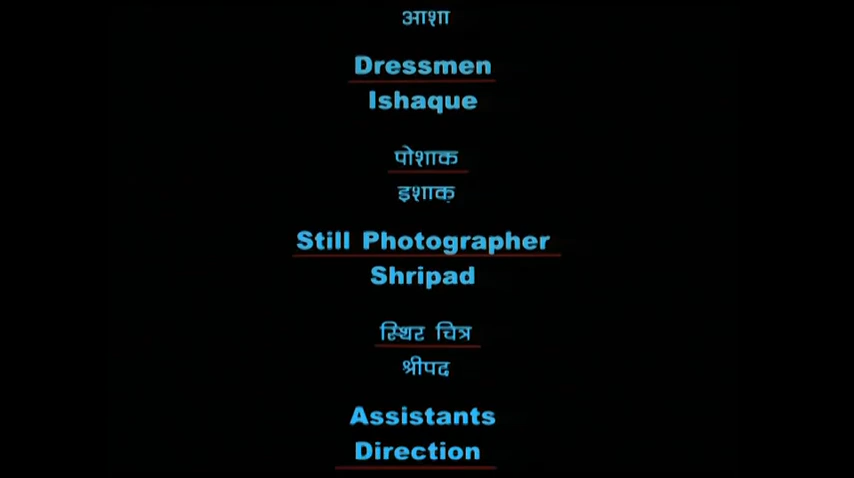 आशा
Dressmen
Ishaque
पोशाक
इशाक़
Still Photographer
Shripad
स्थिर चित्र
श्रीपद
Assistants
Direction